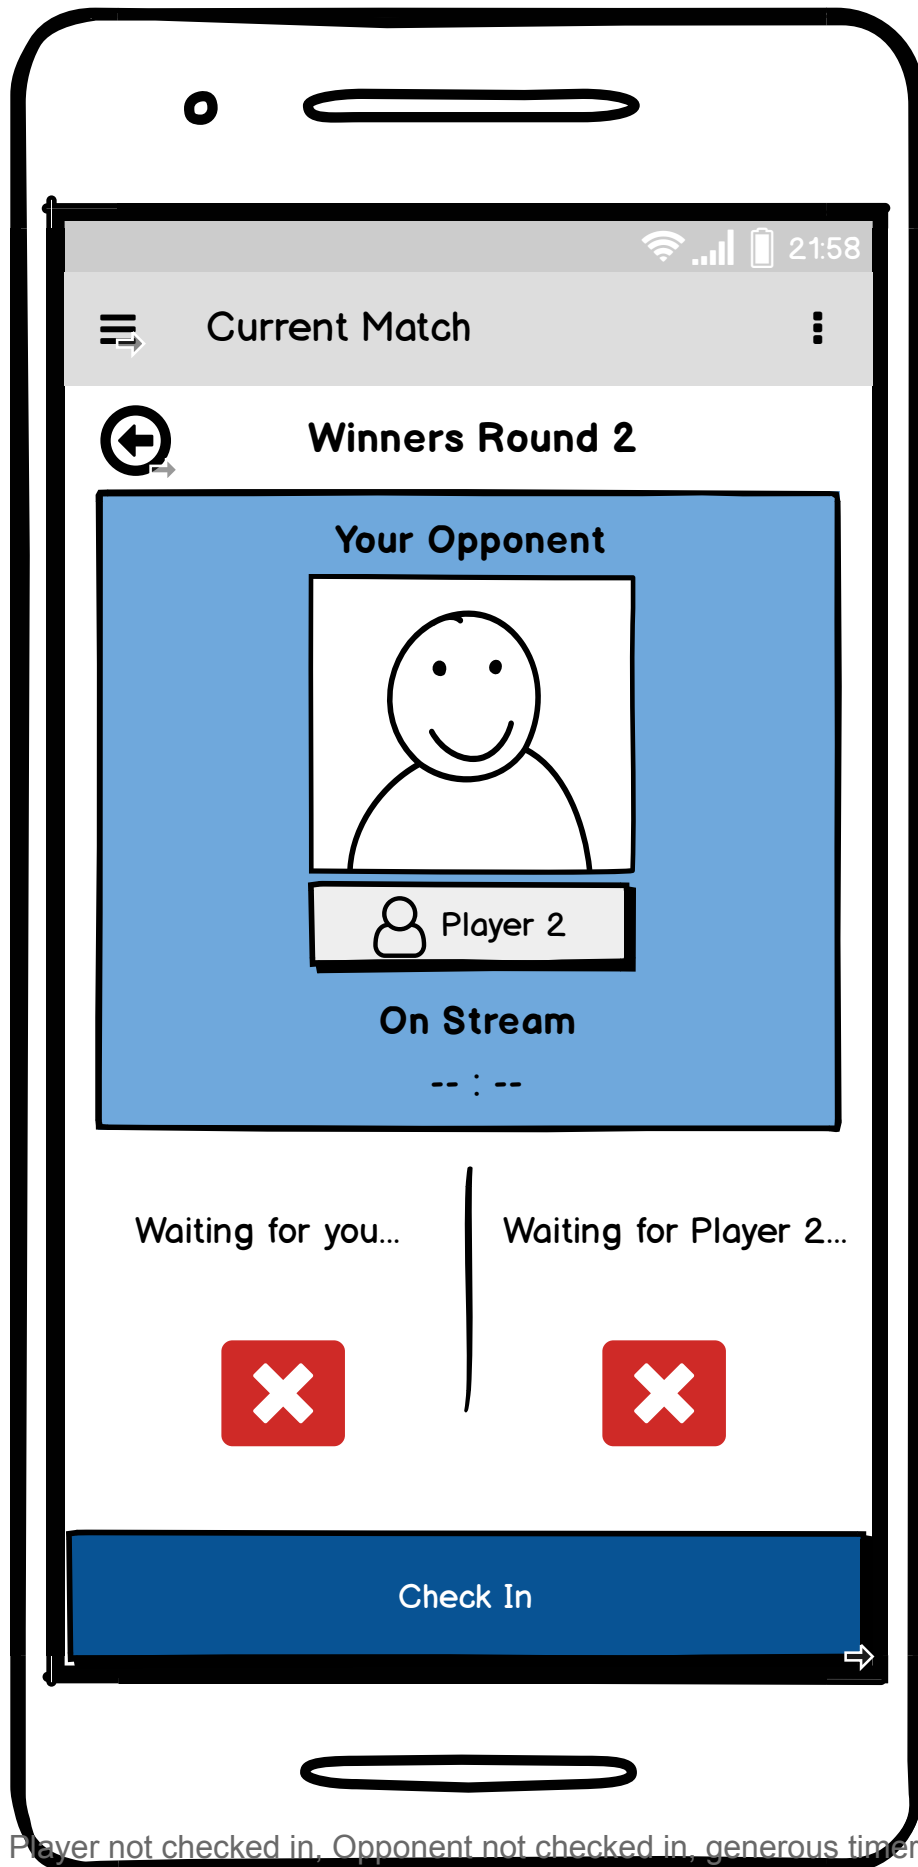 21:58
Current Match
Winners Round 2
Your Opponent
Player 2
On Stream
-- : --
Waiting for you...
Waiting for Player 2...
Check In
Player not checked in, Opponent not checked in, generous timer